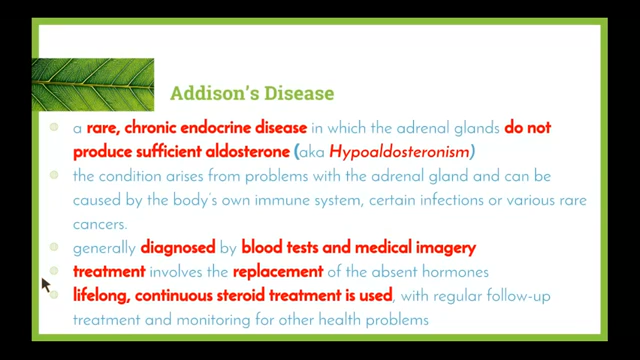 Addison's Disease
a rare, chronic endocrine disease in which the adrenal glands do not
produce sufficient aldosterone (aka Hypoaldosteronism)
the condition arises from problems with the adrenal gland and can be
caused by the body's own immune system, certain infections or various rare
cancers.
generally diagnosed by blood tests and medical imagery
treatment involves the replacement of the absent hormones
lifelong, continuous steroid treatment is used, with regular follow-up
treatment and monitoring for other health problems